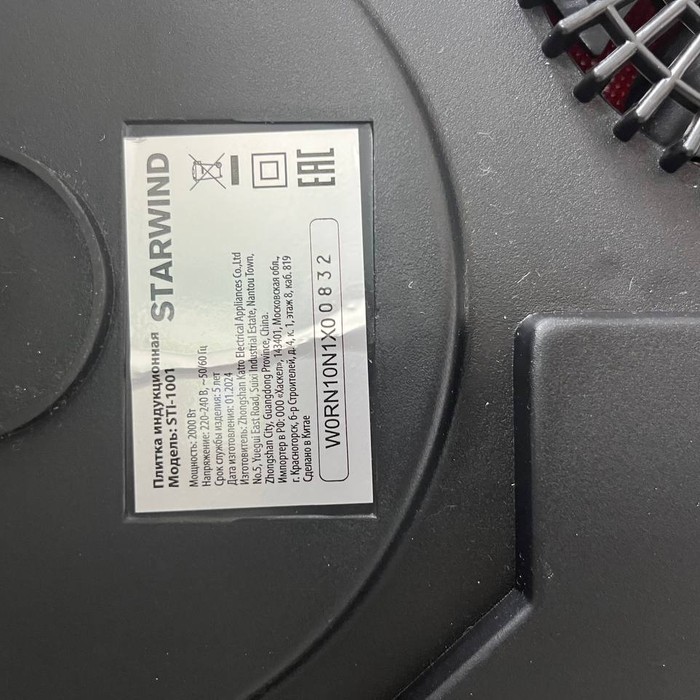 Плитка индукционная
Модель: STI-1001
STARWIND
Мощность: 2000 Вт
Напряжение: 220-240 В, ~50/60 Гц
Срок службы изделия: 5 лет
Дата изготовления: 01.2024
Изготовитель: Zhongshan Katro Electrical Appliances Co.,Ltd
No.5, Yuegui East Road, Suixi Industrial Estate, Nantou Town,
Zhongshan City, Guangdong Province, China.
Импортер в РФ: ООО «Хаскел», 143401, Московская обл.,
г. Красногорск, б-р Строителей, д. 4, к. 1, этаж 8, каб. 819
Сделано в Китае
W0RN10N1X00832
EAC